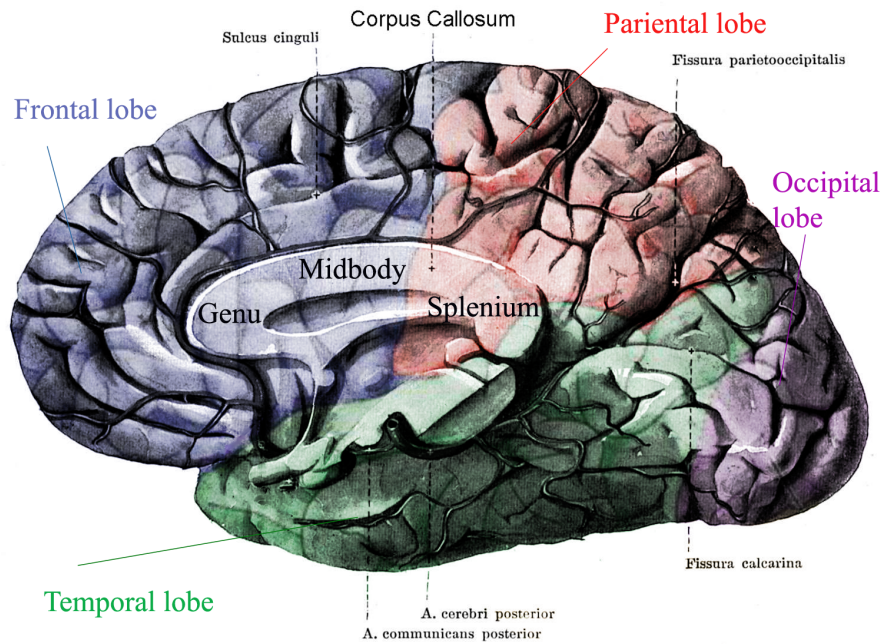 Corpus Callosum
Pariental lobe
Sulcus cinguli
Fissura parietooccipitalis
Frontal lobe
Occipital
lobe
Midbody
Genu
Splenium
Fissura calcarina
Temporal lobe
A. cerebri posterior
A. communicans posterior